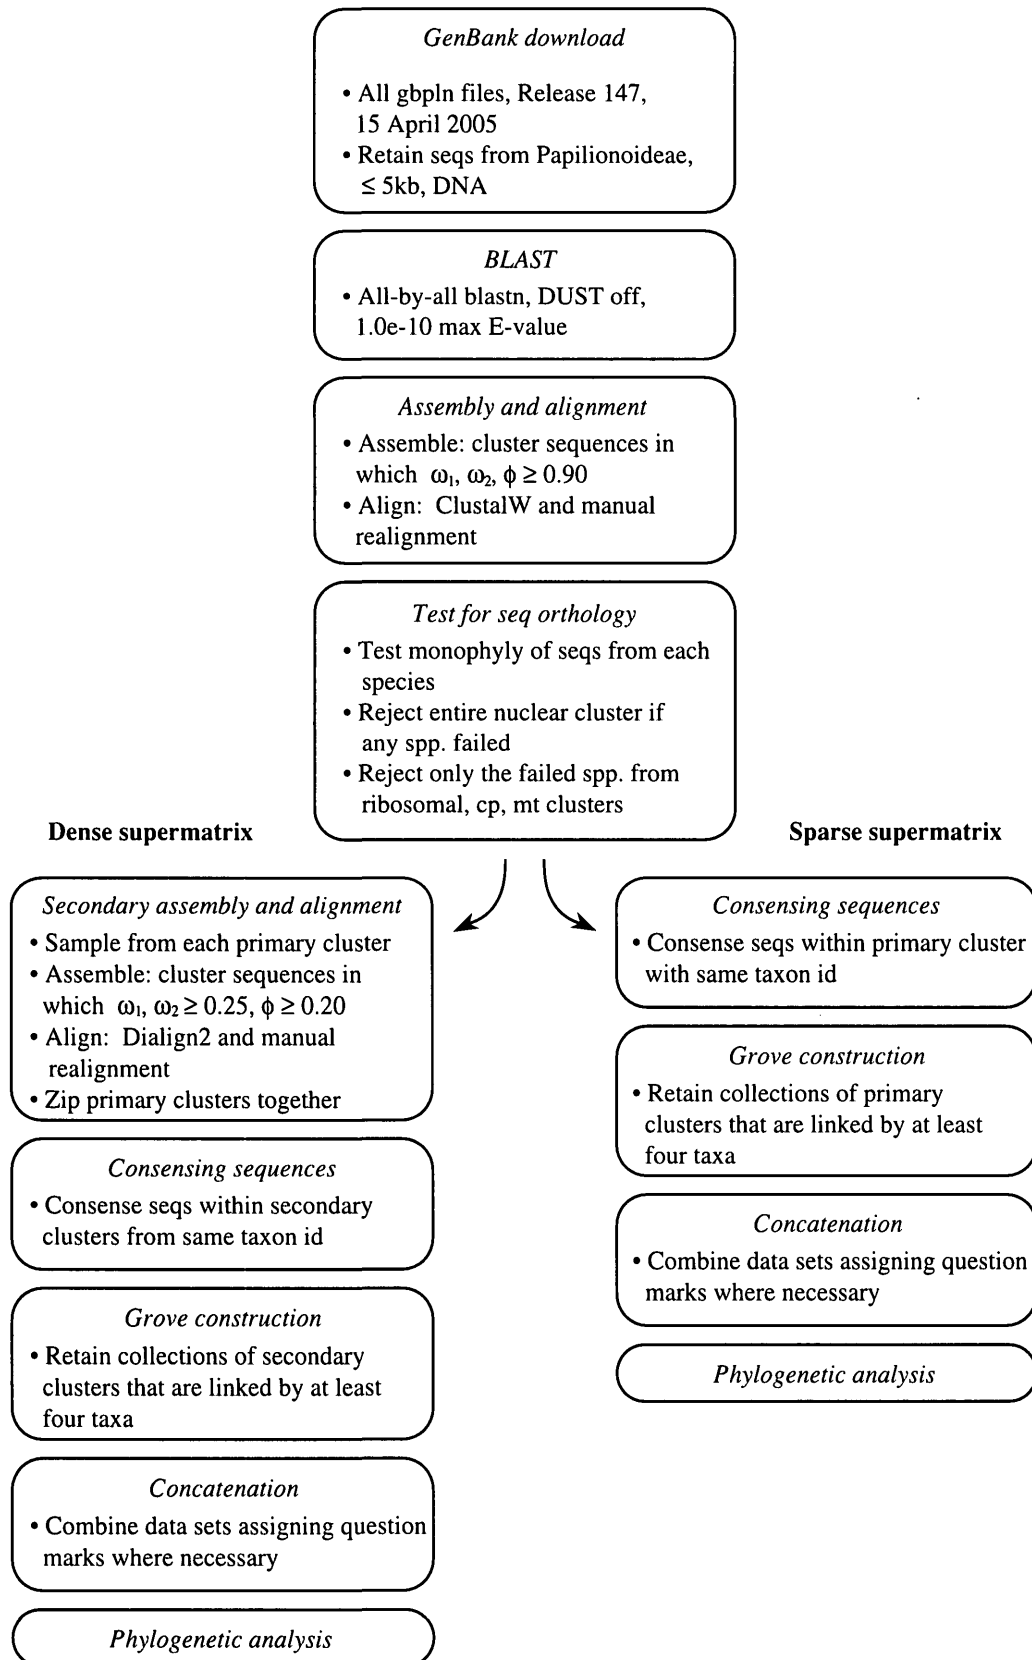 GenBank download
• All gbpln files, Release 147,
15 April 2005
• Retain seqs from Papilionoideae,
≤ 5kb, DNA
BLAST
• All-by-all blastn, DUST off,
1.0e-10 max E-value
Assembly and alignment
• Assemble: cluster sequences in
which ω₁, ω₂, ϕ ≥ 0.90
• Align: ClustalW and manual
realignment
Test for seq orthology
• Test monophyly of seqs from each
species
• Reject entire nuclear cluster if
any spp. failed
• Reject only the failed spp. from
ribosomal, cp, mt clusters
Dense supermatrix
Secondary assembly and alignment
• Sample from each primary cluster
• Assemble: cluster sequences in
which ω₁, ω₂ ≥ 0.25, ϕ ≥ 0.20
• Align: Dialign2 and manual
realignment
• Zip primary clusters together
Consensing sequences
• Consense seqs within secondary
clusters from same taxon id
Grove construction
• Retain collections of secondary
clusters that are linked by at least
four taxa
Concatenation
• Combine data sets assigning question
marks where necessary
Phylogenetic analysis
Sparse supermatrix
Consensing sequences
• Consense seqs within primary cluster
with same taxon id
Grove construction
• Retain collections of primary
clusters that are linked by at least
four taxa
Concatenation
• Combine data sets assigning question
marks where necessary
Phylogenetic analysis